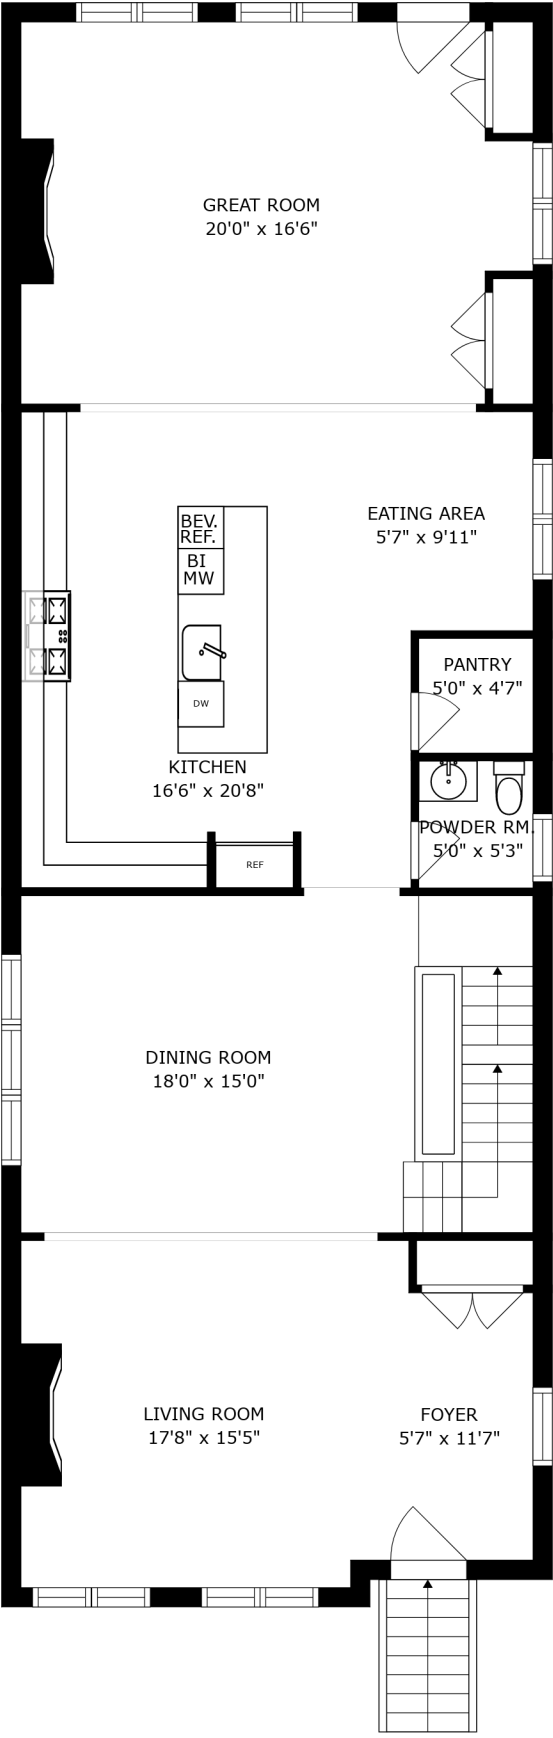 GREAT ROOM
20'0" x 16'6"
EATING AREA
5'7" x 9'11"
BEV.
REF.
BI
MW
PANTRY
5'0" x 4'7"
DW
KITCHEN
16'6" x 20'8"
POWDER RM.
5'0" x 5'3"
REF
DINING ROOM
18'0" x 15'0"
LIVING ROOM
17'8" x 15'5"
FOYER
5'7" x 11'7"